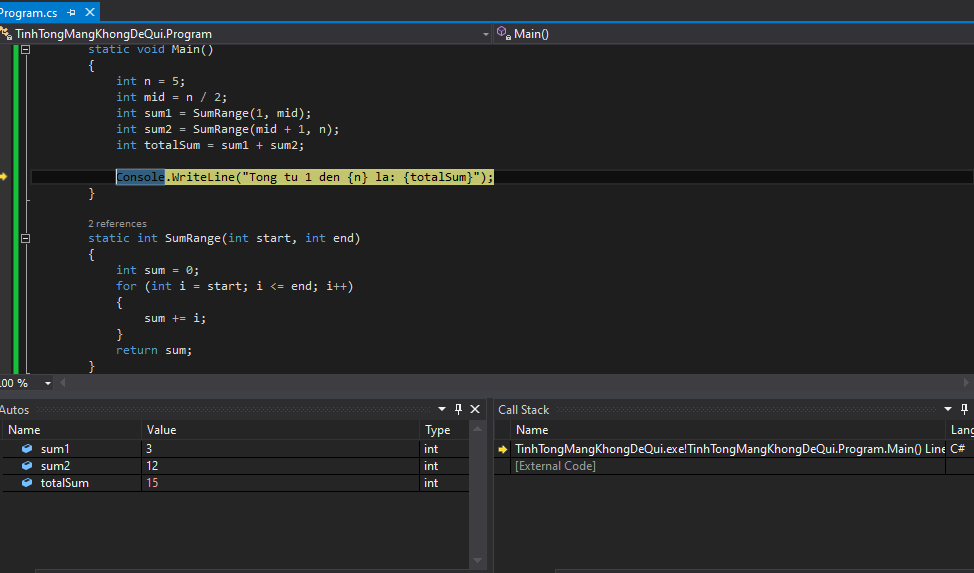 Program.cs
TinhTongMangKhongDeQui.Program
Main()
static void Main()
{
int n = 5;
int mid = n / 2;
int sum1 = SumRange(1, mid);
int sum2 = SumRange(mid + 1, n);
int totalSum = sum1 + sum2;
Console.WriteLine("Tong tu 1 den {n} la: {totalSum}");
}
2 references
static int SumRange(int start, int end)
{
int sum = 0;
for (int i = start; i <= end; i++)
{
sum += i;
}
return sum;
}
.00 %
Autos
Name Value Type
sum1 3 int
sum2 12 int
totalSum 15 int
Call Stack
Name Lang
TinhTongMangKhongDeQui.exe!TinhTongMangKhongDeQui.Program.Main() Line C#
[External Code]